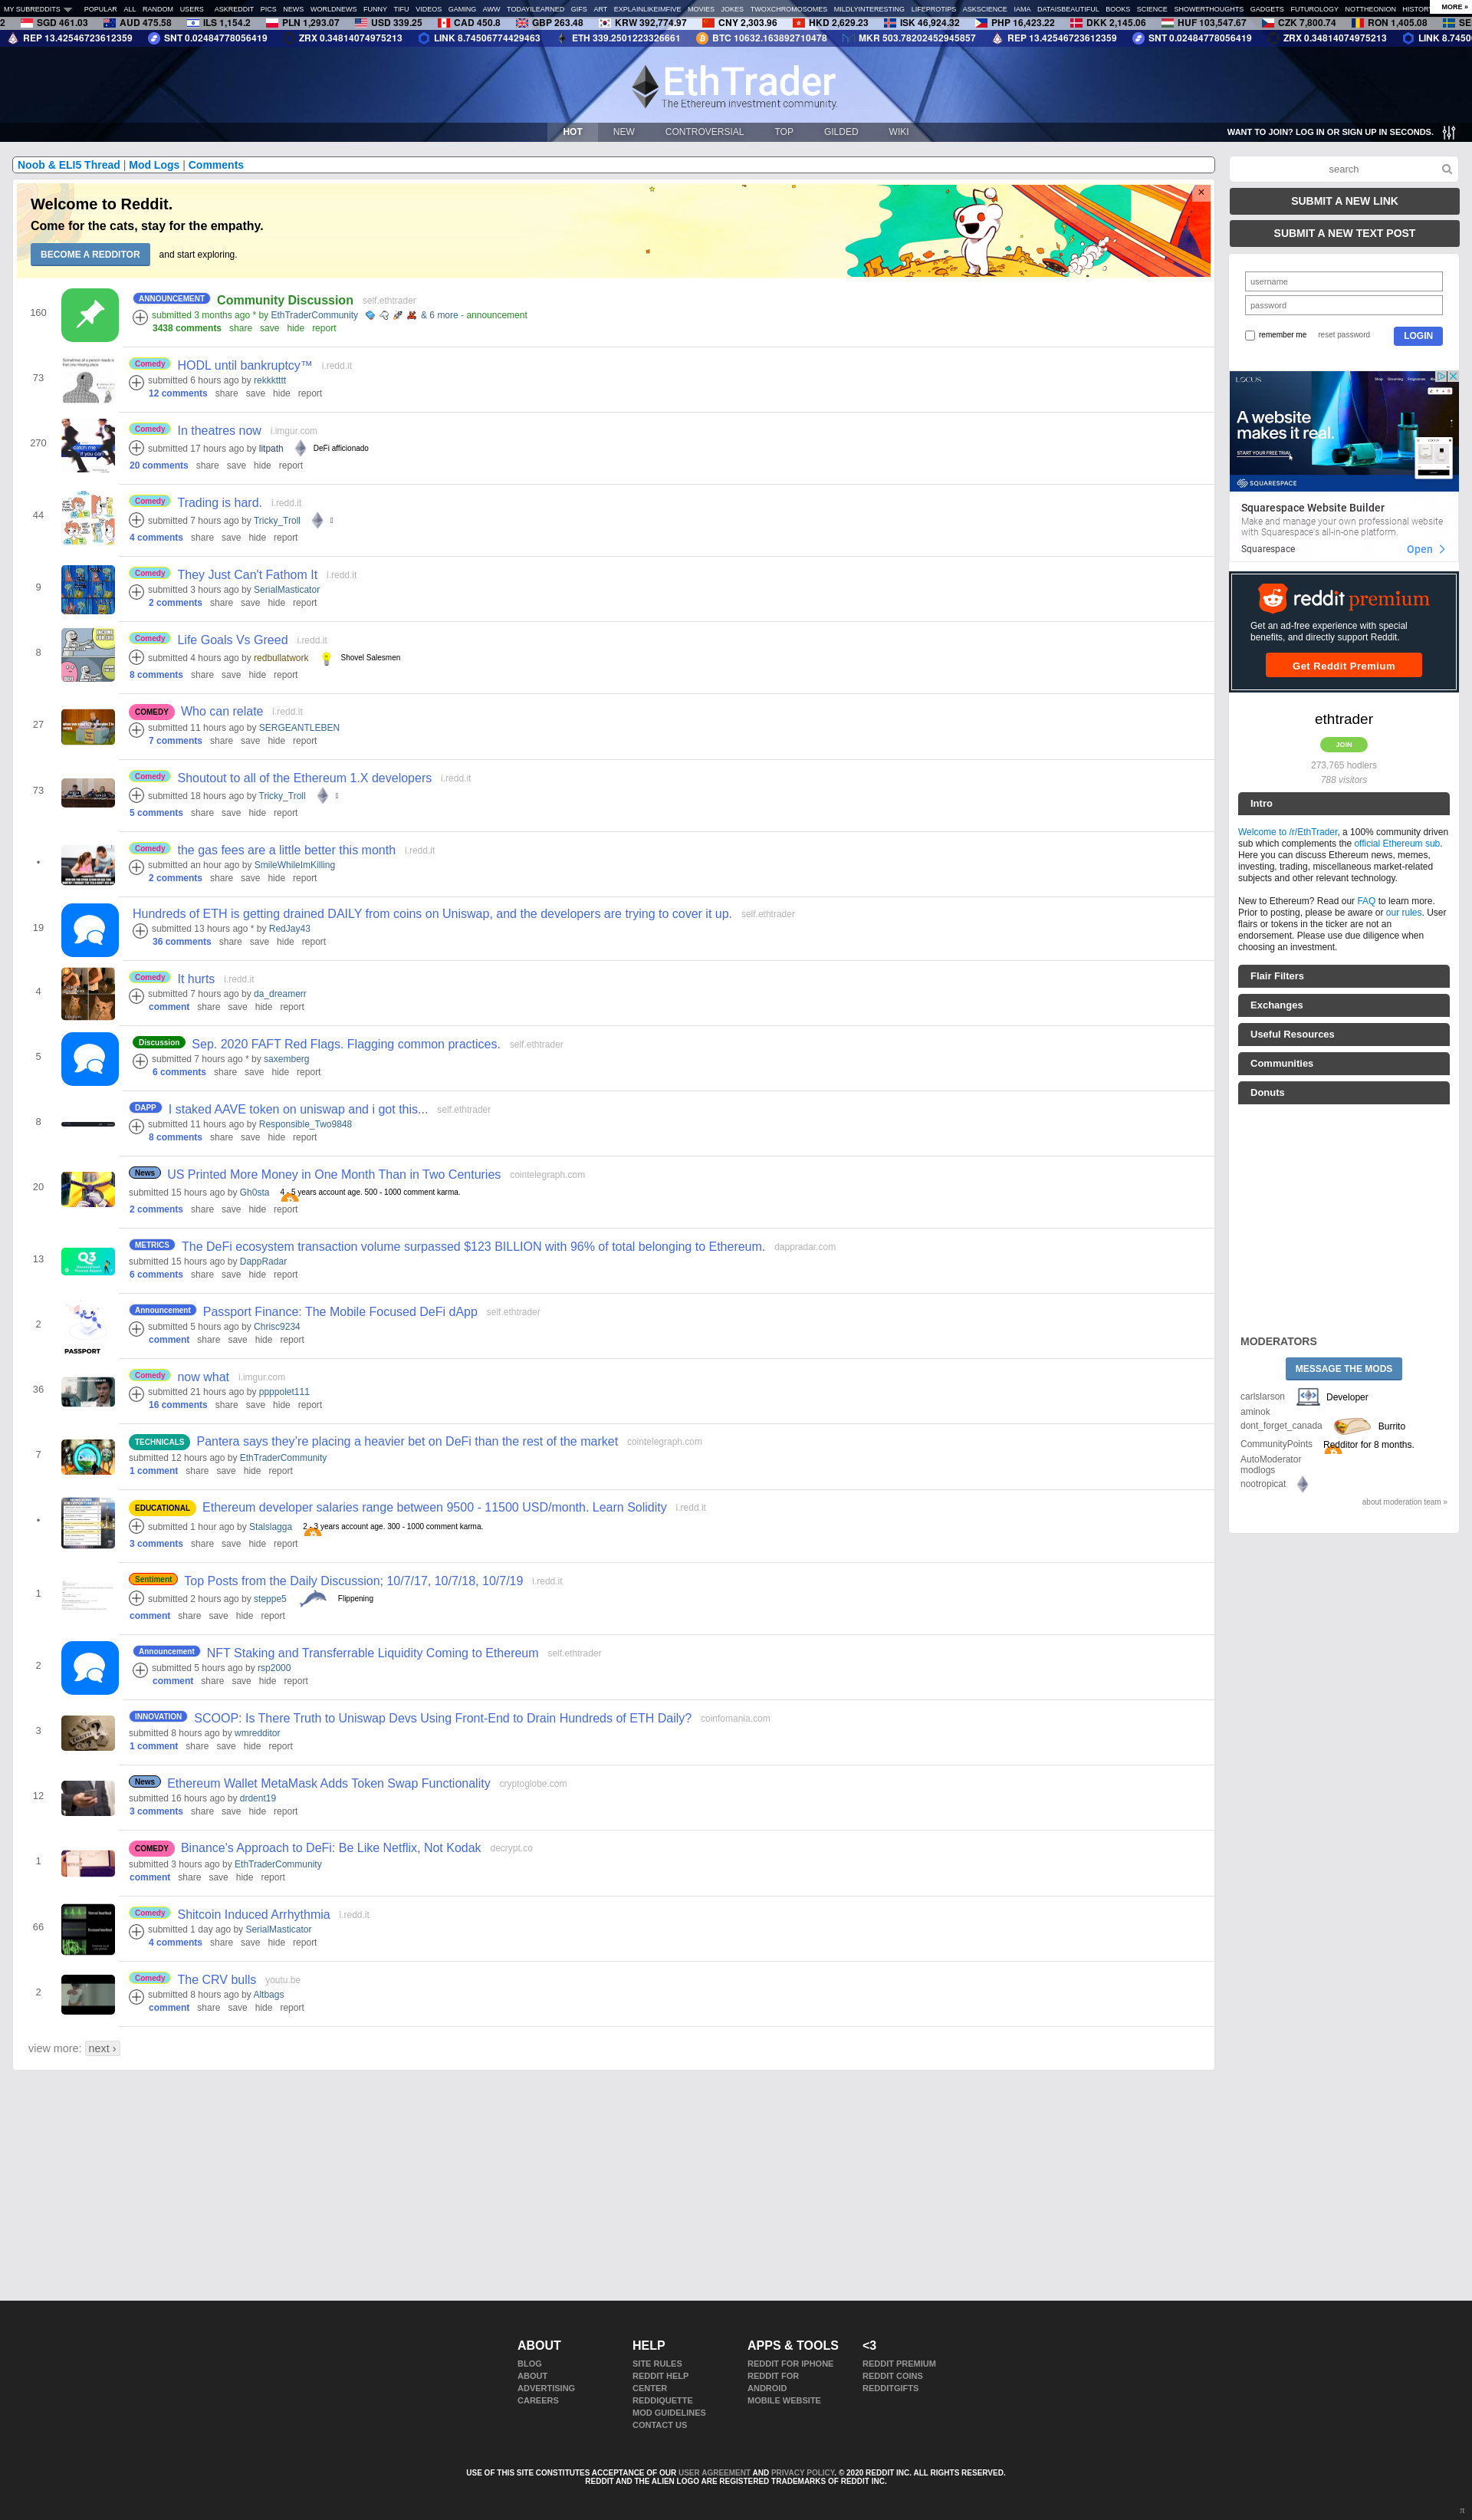 MY SUBREDDITS POPULAR ALL RANDOM USERS ASKREDDIT PICS NEWS WORLDNEWS FUNNY TIFU VIDEOS GAMING AWW TODAYILEARNED GIFS ART EXPLAINLIKEIMFIVE MOVIES JOKES TWOXCHROMOSOMES MILDLYINTERESTING LIFEPROTIPS ASKSCIENCE IAMA DATAISBEAUTIFUL BOOKS SCIENCE SHOWERTHOUGHTS GADGETS FUTUROLOGY NOTTHEONION HISTOR MORE »
2 SGD 461.03 AUD 475.58 ILS 1,154.2 PLN 1,293.07 USD 339.25 CAD 450.8 GBP 263.48 KRW 392,774.97 CNY 2,303.96 HKD 2,629.23 ISK 46,924.32 PHP 16,423.22 DKK 2,145.06 HUF 103,547.67 CZK 7,800.74 RON 1,405.08 SE
REP 13.42546723612359 SNT 0.02484778056419 ZRX 0.34814074975213 LINK 8.74506774429463 ETH 339.2501223326661 BTC 10632.163892710478 MKR 503.78202452945857 REP 13.42546723612359 SNT 0.02484778056419 ZRX 0.34814074975213 LINK 8.7450
EthTrader
The Ethereum investment community.
HOT NEW CONTROVERSIAL TOP GILDED WIKI
WANT TO JOIN? LOG IN OR SIGN UP IN SECONDS.
Noob & ELI5 Thread | Mod Logs | Comments
Welcome to Reddit.
Come for the cats, stay for the empathy.
BECOME A REDDITOR and start exploring.
×
160
ANNOUNCEMENT Community Discussion self.ethtrader
submitted 3 months ago * by EthTraderCommunity & 6 more - announcement
3438 comments share save hide report
73
Comedy HODL until bankruptcy™ i.redd.it
submitted 6 hours ago by rekkktttt
12 comments share save hide report
270
Comedy In theatres now i.imgur.com
submitted 17 hours ago by litpath DeFi afficionado
20 comments share save hide report
44
Comedy Trading is hard. i.redd.it
submitted 7 hours ago by Tricky_Troll
4 comments share save hide report
9
Comedy They Just Can't Fathom It i.redd.it
submitted 3 hours ago by SerialMasticator
2 comments share save hide report
8
Comedy Life Goals Vs Greed i.redd.it
submitted 4 hours ago by redbullatwork Shovel Salesmen
8 comments share save hide report
27
COMEDY Who can relate i.redd.it
submitted 11 hours ago by SERGEANTLEBEN
7 comments share save hide report
73
Comedy Shoutout to all of the Ethereum 1.X developers i.redd.it
submitted 18 hours ago by Tricky_Troll
5 comments share save hide report
•
Comedy the gas fees are a little better this month i.redd.it
submitted an hour ago by SmileWhileImKilling
2 comments share save hide report
19
Hundreds of ETH is getting drained DAILY from coins on Uniswap, and the developers are trying to cover it up. self.ethtrader
submitted 13 hours ago * by RedJay43
36 comments share save hide report
4
Comedy It hurts i.redd.it
submitted 7 hours ago by da_dreamerr
comment share save hide report
5
Discussion Sep. 2020 FAFT Red Flags. Flagging common practices. self.ethtrader
submitted 7 hours ago * by saxemberg
6 comments share save hide report
8
DAPP I staked AAVE token on uniswap and i got this... self.ethtrader
submitted 11 hours ago by Responsible_Two9848
8 comments share save hide report
20
News US Printed More Money in One Month Than in Two Centuries cointelegraph.com
submitted 15 hours ago by Gh0sta 4 - 5 years account age. 500 - 1000 comment karma.
2 comments share save hide report
13
Q3
METRICS The DeFi ecosystem transaction volume surpassed $123 BILLION with 96% of total belonging to Ethereum. dappradar.com
submitted 15 hours ago by DappRadar
6 comments share save hide report
2
PASSPORT
Announcement Passport Finance: The Mobile Focused DeFi dApp self.ethtrader
submitted 5 hours ago by Chrisc9234
comment share save hide report
36
Comedy now what i.imgur.com
submitted 21 hours ago by ppppolet111
16 comments share save hide report
7
TECHNICALS Pantera says they're placing a heavier bet on DeFi than the rest of the market cointelegraph.com
submitted 12 hours ago by EthTraderCommunity
1 comment share save hide report
•
EDUCATIONAL Ethereum developer salaries range between 9500 - 11500 USD/month. Learn Solidity i.redd.it
submitted 1 hour ago by Stalslagga 2 - 3 years account age. 300 - 1000 comment karma.
3 comments share save hide report
1
Sentiment Top Posts from the Daily Discussion; 10/7/17, 10/7/18, 10/7/19 i.redd.it
submitted 2 hours ago by steppe5 Flippening
comment share save hide report
2
Announcement NFT Staking and Transferrable Liquidity Coming to Ethereum self.ethtrader
submitted 5 hours ago by rsp2000
comment share save hide report
3
INNOVATION SCOOP: Is There Truth to Uniswap Devs Using Front-End to Drain Hundreds of ETH Daily? coinfomania.com
submitted 8 hours ago by wmredditor
1 comment share save hide report
12
News Ethereum Wallet MetaMask Adds Token Swap Functionality cryptoglobe.com
submitted 16 hours ago by drdent19
3 comments share save hide report
1
COMEDY Binance's Approach to DeFi: Be Like Netflix, Not Kodak decrypt.co
submitted 3 hours ago by EthTraderCommunity
comment share save hide report
66
Comedy Shitcoin Induced Arrhythmia i.redd.it
submitted 1 day ago by SerialMasticator
4 comments share save hide report
2
Comedy The CRV bulls youtu.be
submitted 8 hours ago by Altbags
comment share save hide report
view more: next ›
search
SUBMIT A NEW LINK
SUBMIT A NEW TEXT POST
username
password
remember me reset password LOGIN
LOCUS
A website
makes it real.
START YOUR FREE TRIAL
SQUARESPACE
Squarespace Website Builder
Make and manage your own professional website
with Squarespace's all-in-one platform.
Squarespace Open
reddit premium
Get an ad-free experience with special
benefits, and directly support Reddit.
Get Reddit Premium
ethtrader
JOIN
273,765 hodlers
788 visitors
Intro
Welcome to /r/EthTrader, a 100% community driven
sub which complements the official Ethereum sub.
Here you can discuss Ethereum news, memes,
investing, trading, miscellaneous market-related
subjects and other relevant technology.
New to Ethereum? Read our FAQ to learn more.
Prior to posting, please be aware or our rules. User
flairs or tokens in the ticker are not an
endorsement. Please use due diligence when
choosing an investment.
Flair Filters
Exchanges
Useful Resources
Communities
Donuts
MODERATORS
MESSAGE THE MODS
carlslarson Developer
aminok
dont_forget_canada Burrito
CommunityPoints Redditor for 8 months.
AutoModerator
modlogs
nootropicat
about moderation team »
ABOUT
BLOG
ABOUT
ADVERTISING
CAREERS
HELP
SITE RULES
REDDIT HELP
CENTER
REDDIQUETTE
MOD GUIDELINES
CONTACT US
APPS & TOOLS
REDDIT FOR IPHONE
REDDIT FOR
ANDROID
MOBILE WEBSITE
<3
REDDIT PREMIUM
REDDIT COINS
REDDITGIFTS
USE OF THIS SITE CONSTITUTES ACCEPTANCE OF OUR USER AGREEMENT AND PRIVACY POLICY. © 2020 REDDIT INC. ALL RIGHTS RESERVED.
REDDIT AND THE ALIEN LOGO ARE REGISTERED TRADEMARKS OF REDDIT INC.
π